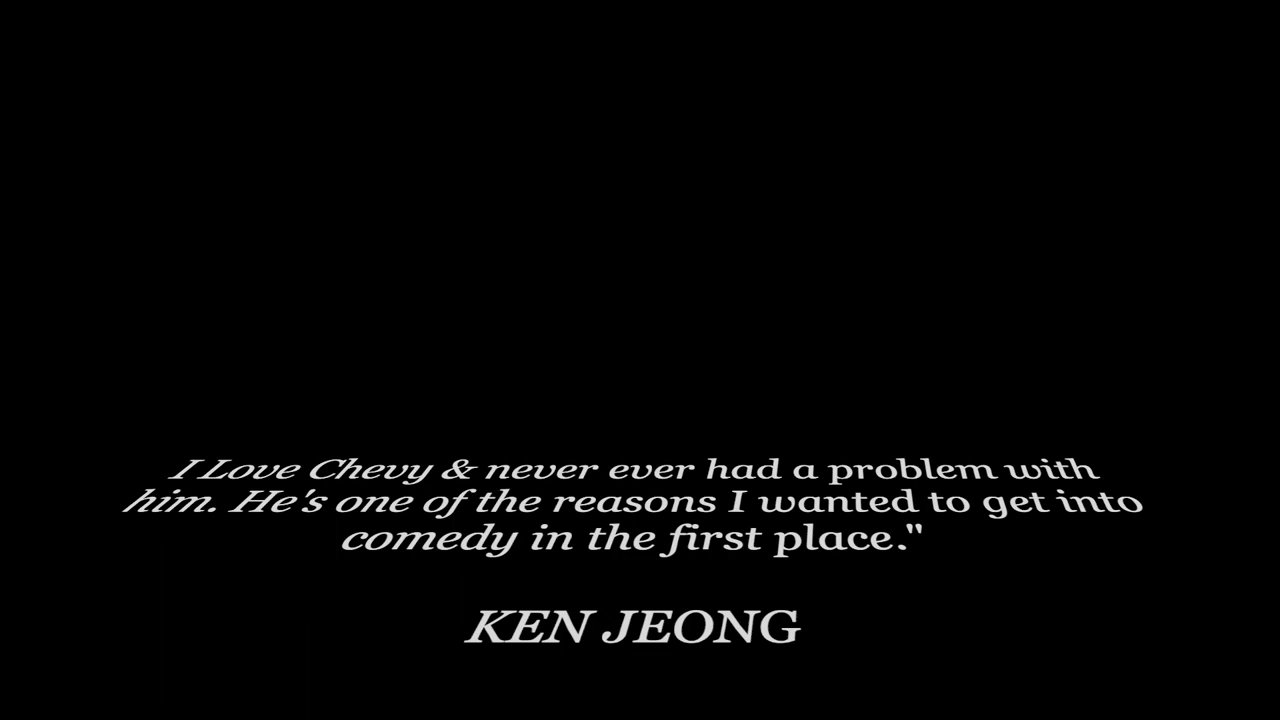 I Love Chevy & never ever had a problem with
him. He's one of the reasons I wanted to get into
comedy in the first place."
KEN JEONG